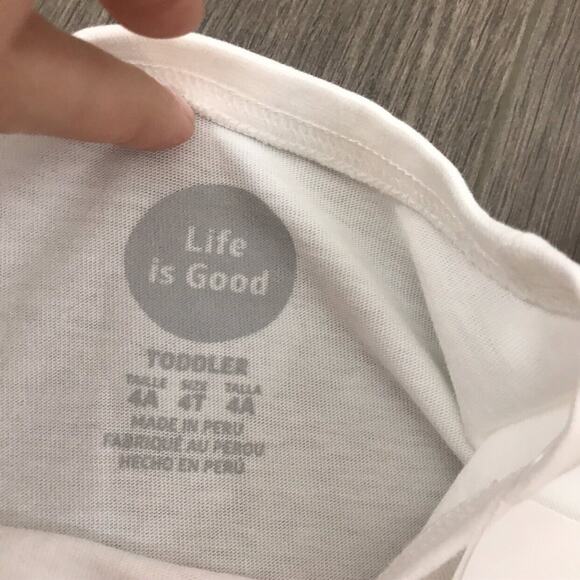 Life
is Good
TODDLER
TAILLE SIZE TALLA
4A 4T 4A
MADE IN PERU
FABRIQUÉ AU PÉROU
HECHO EN PERÚ